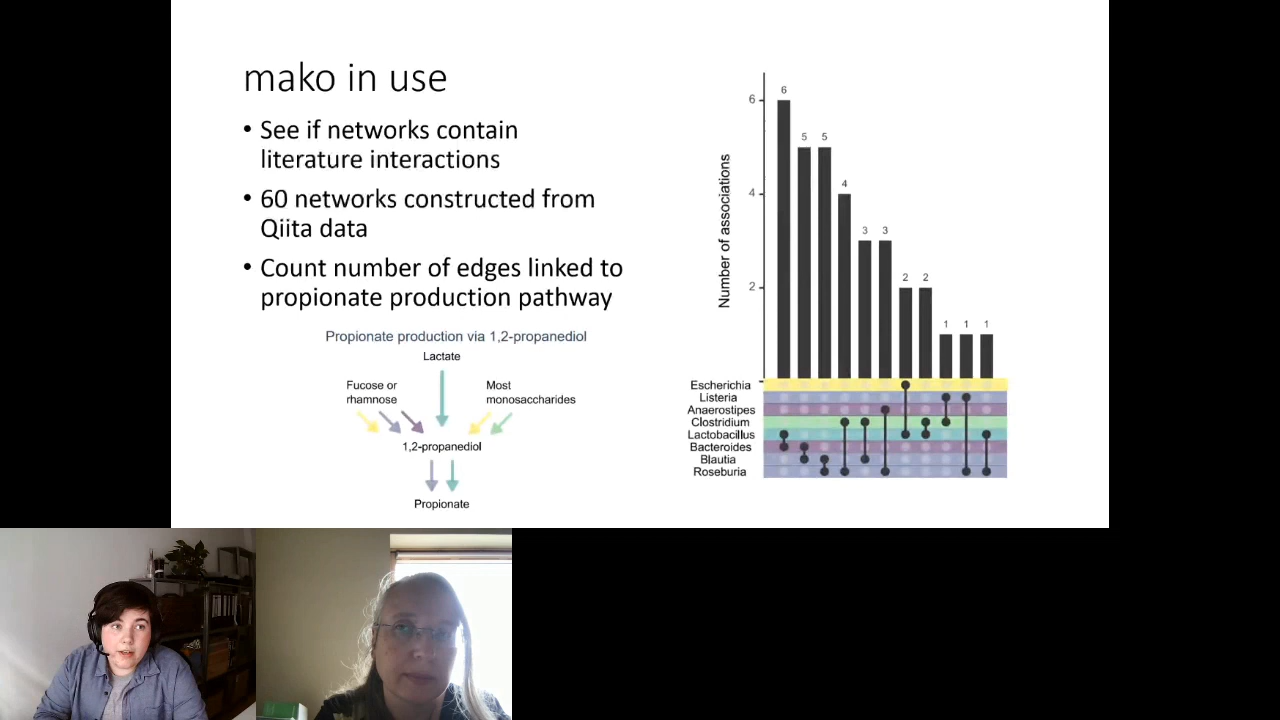 mako in use
• See if networks contain
literature interactions
• 60 networks constructed from
Qiita data
• Count number of edges linked to
propionate production pathway
Propionate production via 1,2-propanediol
Lactate
Fucose or
rhamnose
Most
monosaccharides
1,2-propanediol
Propionate
Number of associations
6
4
2
6
5
5
4
3
3
2
2
1
1
1
Escherichia
Listeria
Anaerostipes
Clostridium
Lactobacillus
Bacteroides
Blautia
Roseburia